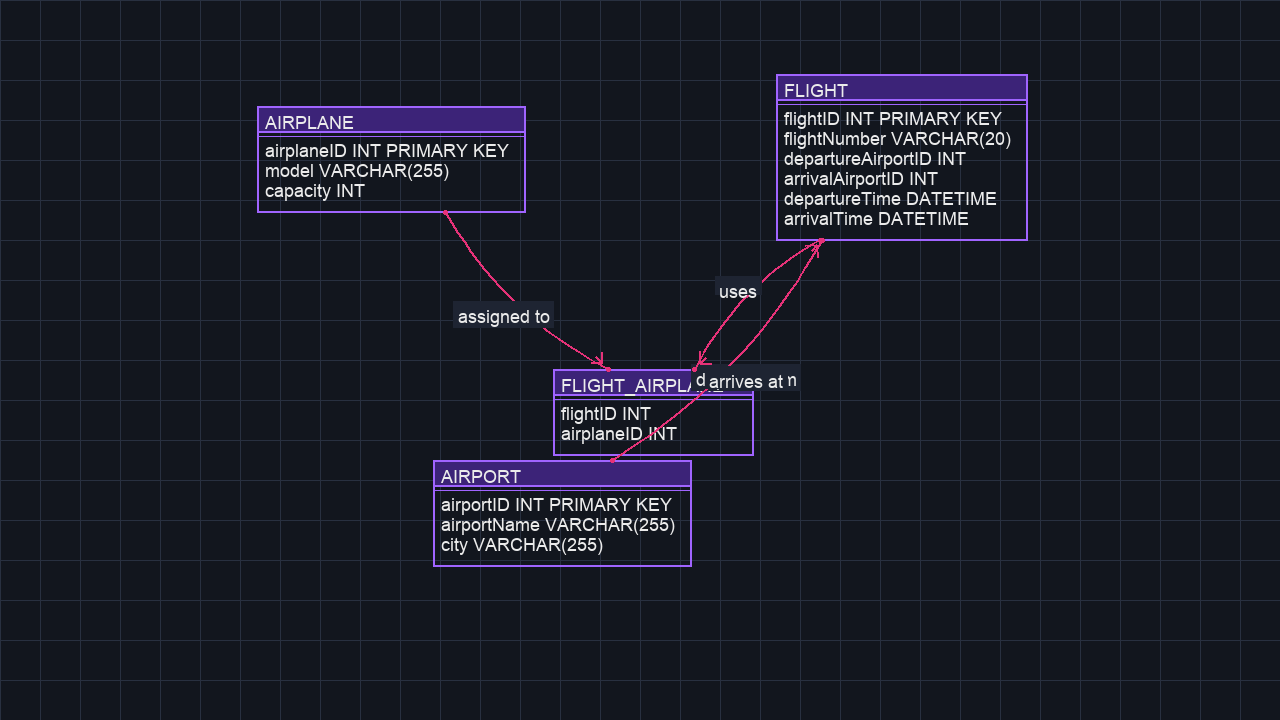 FLIGHT
flightID INT PRIMARY KEY
flightNumber VARCHAR(20)
departureAirportID INT
arrivalAirportID INT
departureTime DATETIME
arrivalTime DATETIME
AIRPLANE
airplaneID INT PRIMARY KEY
model VARCHAR(255)
capacity INT
uses
assigned to
arrives at
flightID INT
airplaneID INT
AIRPORT
airportID INT PRIMARY KEY
airportName VARCHAR(255)
city VARCHAR(255)